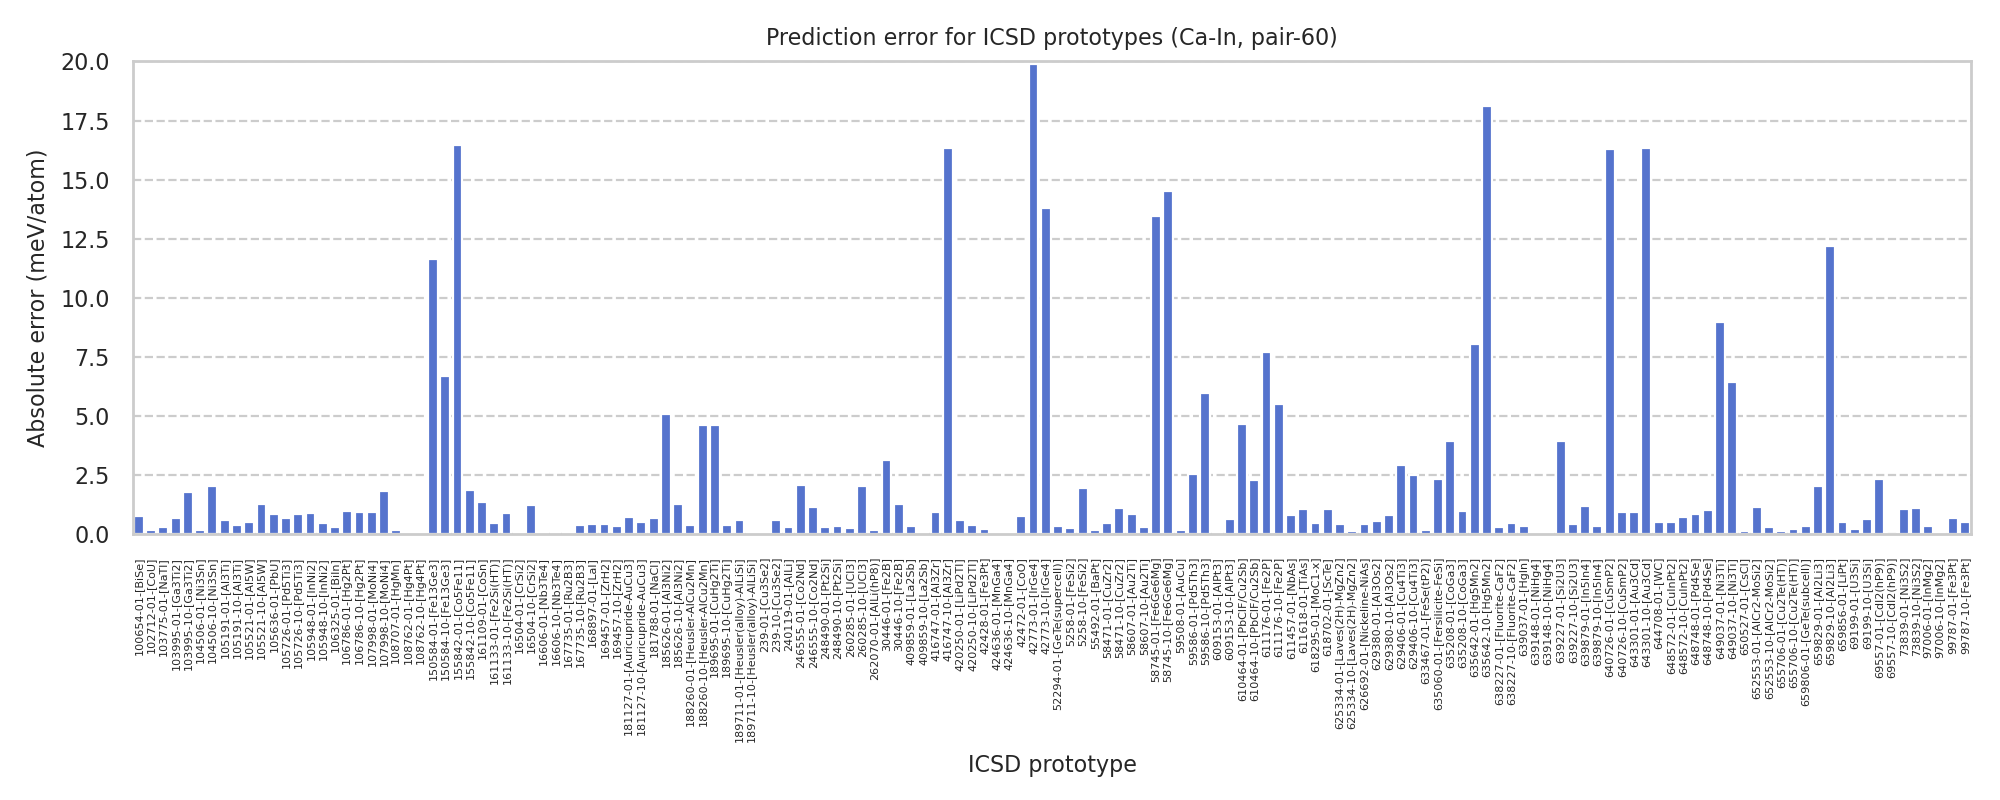 Prediction error for ICSD prototypes (Ca-In, pair-60)
Absolute error (meV/atom)
20.0
17.5
15.0
12.5
10.0
7.5
5.0
2.5
0.0
100654-01-[BiSe]
102712-01-[CoU]
103775-01-[NaTl]
103995-01-[Ga3Ti2]
103995-10-[Ga3Ti2]
104506-01-[Ni3Sn]
104506-10-[Ni3Sn]
105191-01-[Al3Ti]
105191-10-[Al3Ti]
105521-01-[Al5W]
105521-10-[Al5W]
105636-01-[PbU]
105726-01-[Pd5Ti3]
105726-10-[Pd5Ti3]
105948-01-[InNi2]
105948-10-[InNi2]
106325-01-[BiIn]
106786-01-[Hg2Pt]
106786-10-[Hg2Pt]
107998-01-[MoNi4]
107998-10-[MoNi4]
108707-01-[HgMn]
108762-01-[Hg4Pt]
108762-10-[Hg4Pt]
150584-01-[Fe13Ge3]
150584-10-[Fe13Ge3]
155842-01-[Co5Fe11]
155842-10-[Co5Fe11]
161109-01-[CoSn]
161133-01-[Fe2Si(HT)]
161133-10-[Fe2Si(HT)]
16504-01-[CrSi2]
16504-10-[CrSi2]
16606-01-[Nb3Te4]
16606-10-[Nb3Te4]
167735-01-[Ru2B3]
167735-10-[Ru2B3]
168897-01-[LaI]
169457-01-[ZrH2]
169457-10-[ZrH2]
181127-01-[Auricupride-AuCu3]
181127-10-[Auricupride-AuCu3]
181788-01-[NaCl]
185626-01-[Al3Ni2]
185626-10-[Al3Ni2]
188260-01-[Heusler-AlCu2Mn]
188260-10-[Heusler-AlCu2Mn]
189695-01-[CuHg2Ti]
189695-10-[CuHg2Ti]
189711-01-[Heusler(alloy)-AlLiSi]
189711-10-[Heusler(alloy)-AlLiSi]
239-01-[Cu3Se2]
239-10-[Cu3Se2]
240119-01-[AlLi]
246555-01-[Co2Nd]
246555-10-[Co2Nd]
248490-01-[Pt2Si]
248490-10-[Pt2Si]
260285-01-[UCl3]
260285-10-[UCl3]
262070-01-[AlLi(hP8)]
30446-01-[Fe2B]
30446-10-[Fe2B]
409859-01-[La2Sb]
409859-10-[La2Sb]
416747-01-[Al3Zr]
416747-10-[Al3Zr]
420250-01-[LiPd2Tl]
420250-10-[LiPd2Tl]
42428-01-[Fe3Pt]
424636-01-[MnGa4]
424636-10-[MnGa4]
42472-01-[CoO]
42773-01-[IrGe4]
42773-10-[IrGe4]
52294-01-[GeTe(supercell)]
5258-01-[FeSi2]
5258-10-[FeSi2]
55492-01-[BaPt]
58471-01-[CuZr2]
58471-10-[CuZr2]
58607-01-[Au2Ti]
58607-10-[Au2Ti]
58745-01-[Fe6Ge6Mg]
58745-10-[Fe6Ge6Mg]
59508-01-[AuCu]
59586-01-[Pd5Th3]
59586-10-[Pd5Th3]
609153-01-[AlPt3]
609153-10-[AlPt3]
610464-01-[PbClF/Cu2Sb]
610464-10-[PbClF/Cu2Sb]
611176-01-[Fe2P]
611176-10-[Fe2P]
611457-01-[NbAs]
611618-01-[TiAs]
618295-01-[MoC1-x]
618702-01-[ScTe]
625334-01-[Laves(2H)-MgZn2]
625334-10-[Laves(2H)-MgZn2]
626692-01-[Nickeline-NiAs]
629380-01-[Al3Os2]
629380-10-[Al3Os2]
629406-01-[Cu4Ti3]
629406-10-[Cu4Ti3]
633467-01-[FeSe(tP2)]
635060-01-[Fersilicite-FeSi]
635208-01-[CoGa3]
635208-10-[CoGa3]
635642-01-[Hg5Mn2]
635642-10-[Hg5Mn2]
638227-01-[Fluorite-CaF2]
638227-10-[Fluorite-CaF2]
639037-01-[HgIn]
639148-01-[NiHg4]
639148-10-[NiHg4]
639227-01-[Si2U3]
639227-10-[Si2U3]
639879-01-[InSIn4]
639879-10-[InSIn4]
640726-01-[CuSmP2]
640726-10-[CuSmP2]
643301-01-[Au3Cd]
643301-10-[Au3Cd]
644708-01-[WC]
648572-01-[CuInPt2]
648572-10-[CuInPt2]
648748-01-[Pd4Se]
648748-10-[Pd4Se]
649037-01-[Ni3Ti]
649037-10-[Ni3Ti]
650527-01-[CsCl]
652553-01-[AlCr2-MoSi2]
652553-10-[AlCr2-MoSi2]
655706-01-[Cu2Te(HT)]
655706-10-[Cu2Te(HT)]
659806-01-[GeTe(subcell)]
659829-01-[Al2Li3]
659829-10-[Al2Li3]
659856-01-[LiPt]
69199-01-[U3Si]
69199-10-[U3Si]
69557-01-[CdI2(hP9)]
69557-10-[CdI2(hP9)]
73839-01-[Ni3S2]
73839-10-[Ni3S2]
97006-01-[InMg2]
97006-10-[InMg2]
99787-01-[Fe3Pt]
99787-10-[Fe3Pt]
ICSD prototype